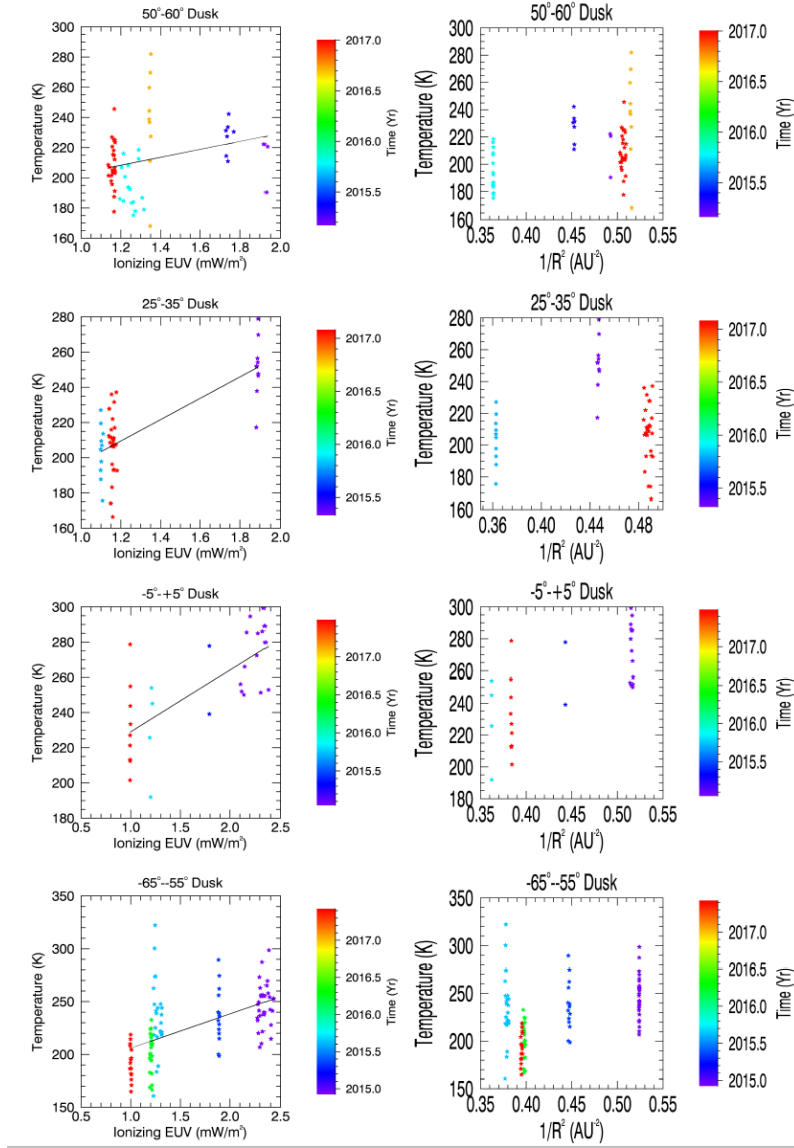 50°-60° Dusk
50°-60° Dusk
300
280
260
240
220
200
180
160
Temperature (K)
1.0 1.2 1.4 1.6 1.8 2.0
Ionizing EUV (mW/m²)
2017.0
2016.5
2016.0
2015.5
Time (Yr)
300
280
260
240
220
200
180
160
Temperature (K)
0.35 0.40 0.45 0.50 0.55
1/R² (AU⁻²)
2017.0
2016.5
2016.0
2015.5
Time (Yr)
25°-35° Dusk
25°-35° Dusk
280
260
240
220
200
180
160
Temperature (K)
1.0 1.2 1.4 1.6 1.8 2.0
Ionizing EUV (mW/m²)
2017.0
2016.5
2016.0
2015.5
Time (Yr)
280
260
240
220
200
180
160
Temperature (K)
0.36 0.40 0.44 0.48
1/R² (AU⁻²)
2017.0
2016.5
2016.0
2015.5
Time (Yr)
-5°-+5° Dusk
-5°-+5° Dusk
300
280
260
240
220
200
180
Temperature (K)
0.5 1.0 1.5 2.0 2.5
Ionizing EUV (mW/m²)
2017.0
2016.5
2016.0
2015.5
Time (Yr)
300
280
260
240
220
200
180
Temperature (K)
0.35 0.40 0.45 0.50 0.55
1/R² (AU⁻²)
2017.0
2016.5
2016.0
2015.5
Time (Yr)
-65°--55° Dusk
-65°--55° Dusk
350
300
250
200
150
Temperature (K)
0.5 1.0 1.5 2.0 2.5
Ionizing EUV (mW/m²)
2017.0
2016.5
2016.0
2015.5
2015.0
Time (Yr)
350
300
250
200
150
Temperature (K)
0.35 0.40 0.45 0.50 0.55
1/R² (AU⁻²)
2017.0
2016.5
2016.0
2015.5
2015.0
Time (Yr)